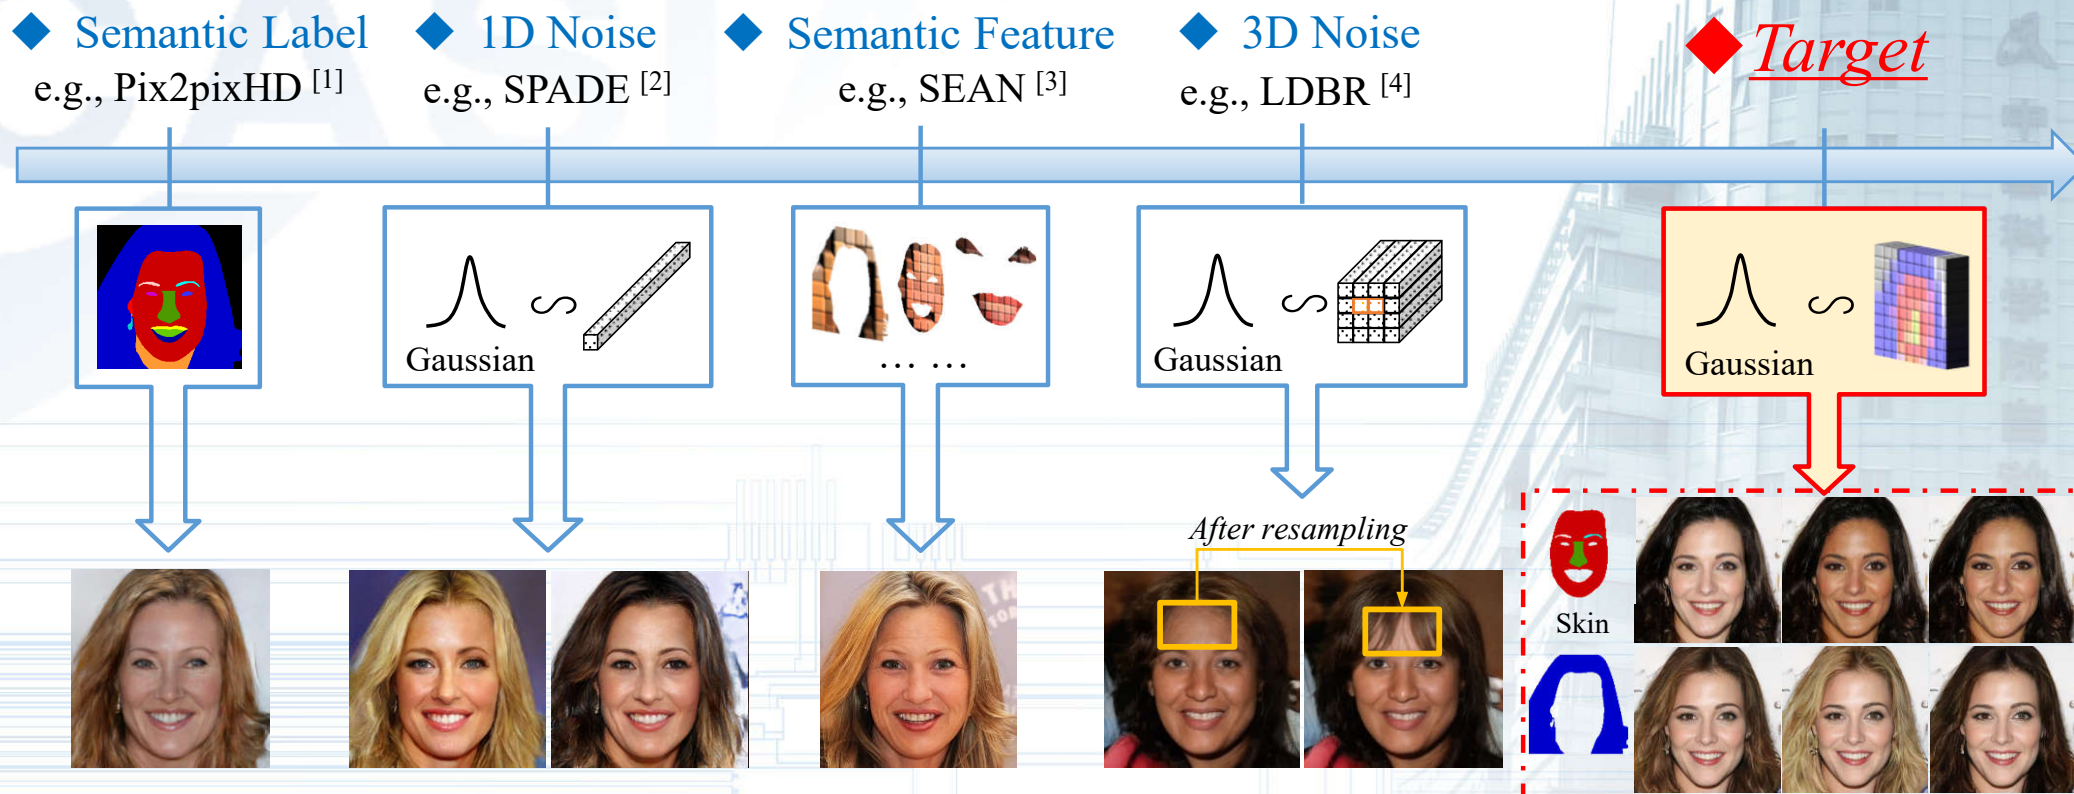 ◆ Semantic Label
e.g., Pix2pixHD [1]
◆ 1D Noise
e.g., SPADE [2]
◆ Semantic Feature
e.g., SEAN [3]
◆ 3D Noise
e.g., LDBR [4]
◆ Target
Gaussian
… …
Gaussian
Gaussian
After resampling
Skin